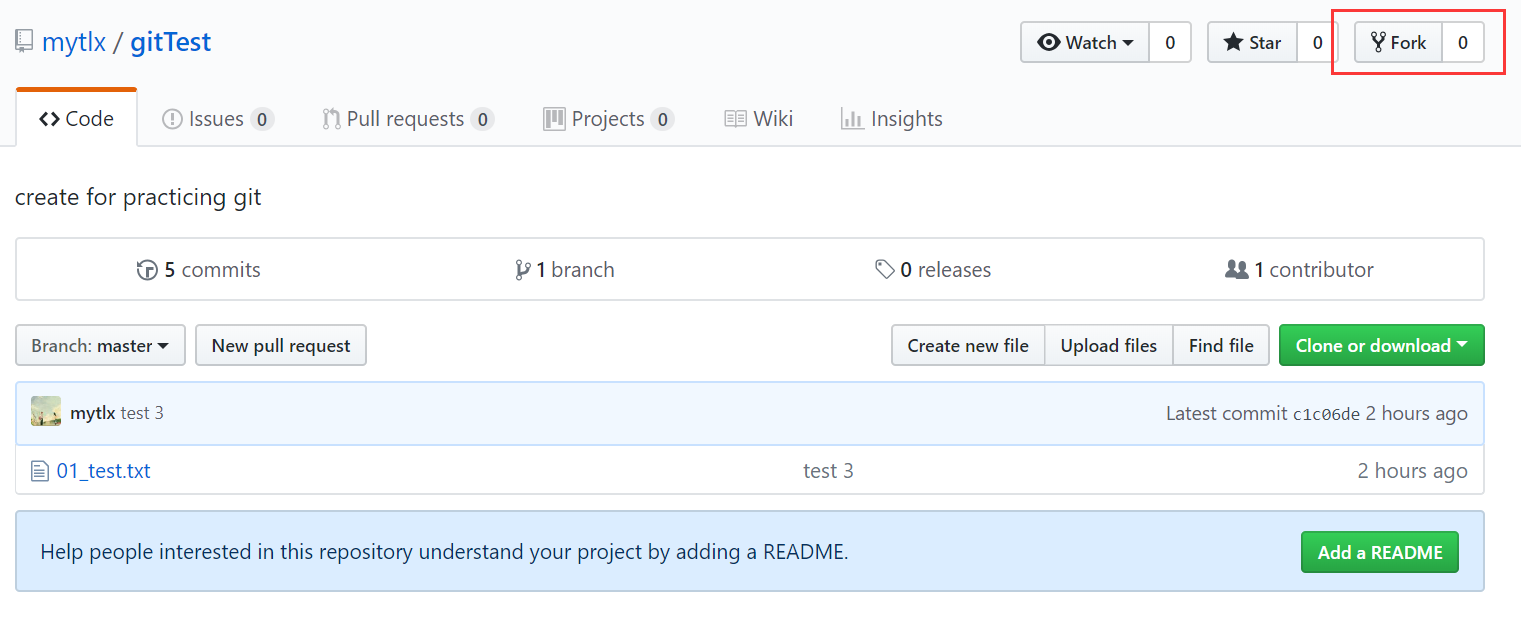 mytlx / gitTest Watch 0 Star 0 Fork 0
Code Issues 0 Pull requests 0 Projects 0 Wiki Insights
create for practicing git
5 commits 1 branch 0 releases 1 contributor
Branch: master New pull request Create new file Upload files Find file Clone or download
mytlx test 3 Latest commit c1c06de 2 hours ago
01_test.txt test 3 2 hours ago
Help people interested in this repository understand your project by adding a README. Add a README